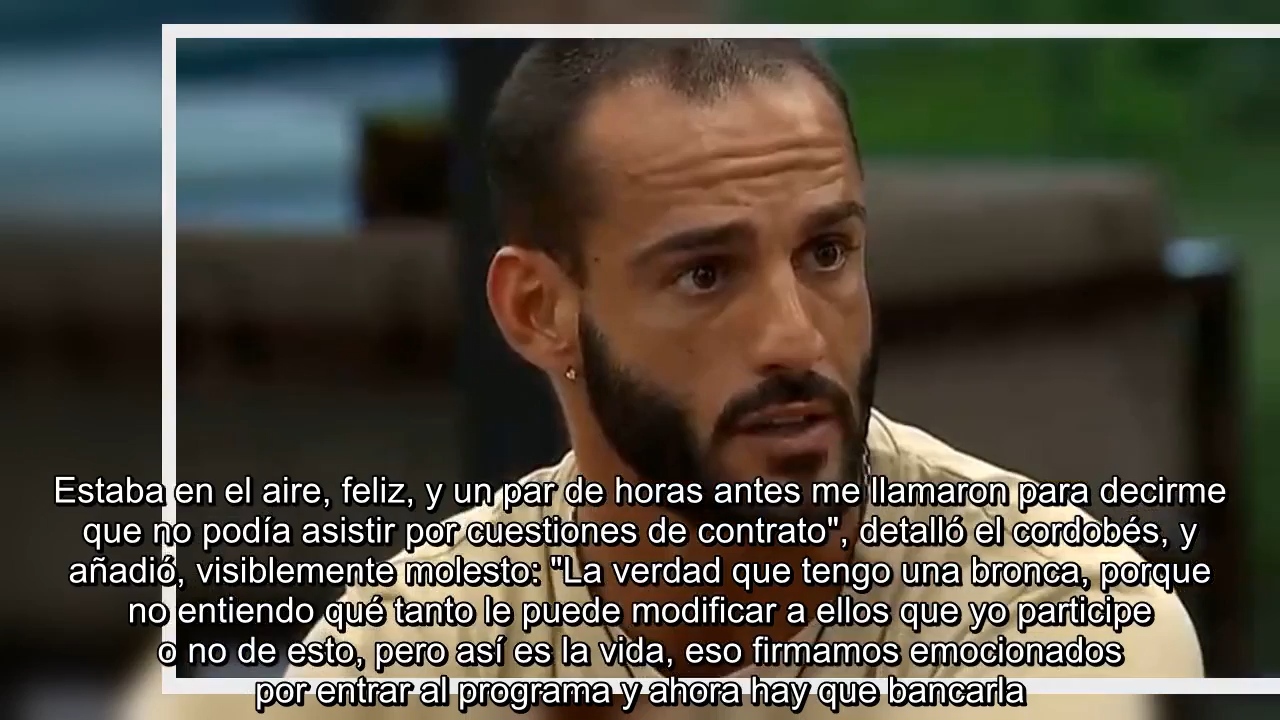 Estaba en el aire, feliz, y un par de horas antes me llamaron para decirme
que no podía asistir por cuestiones de contrato", detalló el cordobés, y
añadió, visiblemente molesto: "La verdad que tengo una bronca, porque
no entiendo qué tanto le puede modificar a ellos que yo participe
o no de esto, pero así es la vida, eso firmamos emocionados
por entrar al programa y ahora hay que bancarla